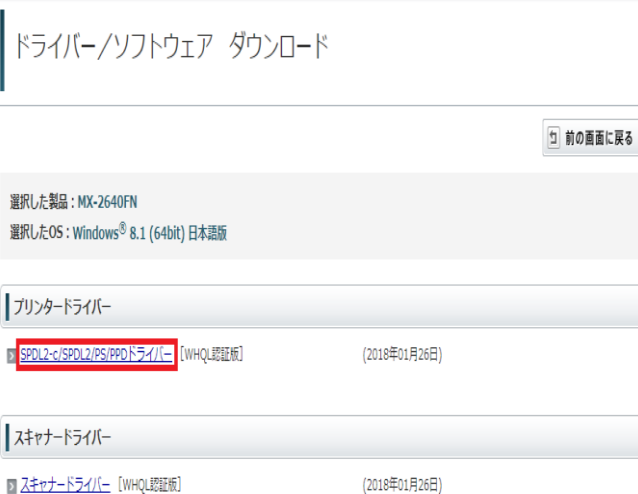 ドライバー/ソフトウェア ダウンロード
前の画面に戻る
選択した製品：MX-2640FN
選択したOS：Windows® 8.1 (64bit) 日本語版
プリンタードライバー
SPDL2-c/SPDL2/PS/PPDドライバー [WHQL認証版] (2018年01月26日)
スキャナードライバー
スキャナードライバー [WHQL認証版] (2018年01月26日)